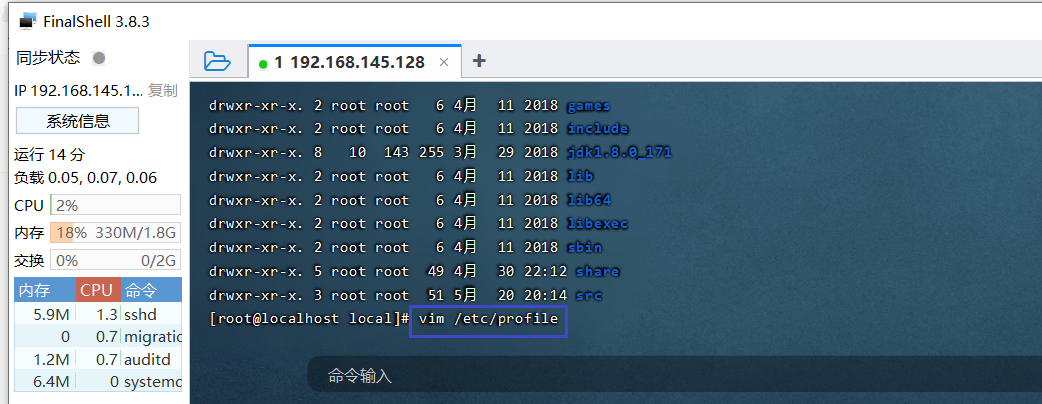 FinalShell 3.8.3
同步状态
IP 192.168.145.1... 复制
系统信息
运行 14 分
负载 0.05, 0.07, 0.06
CPU 2%
内存 18% 330M/1.8G
交换 0% 0/2G
内存 CPU 命令
5.9M 1.3 sshd
0 0.7 migratic
1.2M 0.7 auditd
6.4M 0 systemd
1 192.168.145.128 × +
drwxr-xr-x. 2 root root 6 4月 11 2018 games
drwxr-xr-x. 2 root root 6 4月 11 2018 include
drwxr-xr-x. 8 10 143 255 3月 29 2018 jdk1.8.0_171
drwxr-xr-x. 2 root root 6 4月 11 2018 lib
drwxr-xr-x. 2 root root 6 4月 11 2018 lib64
drwxr-xr-x. 2 root root 6 4月 11 2018 libexec
drwxr-xr-x. 2 root root 6 4月 11 2018 sbin
drwxr-xr-x. 5 root root 49 4月 30 22:12 share
drwxr-xr-x. 3 root root 51 5月 20 20:14 src
[root@localhost local]# vim /etc/profile
命令输入